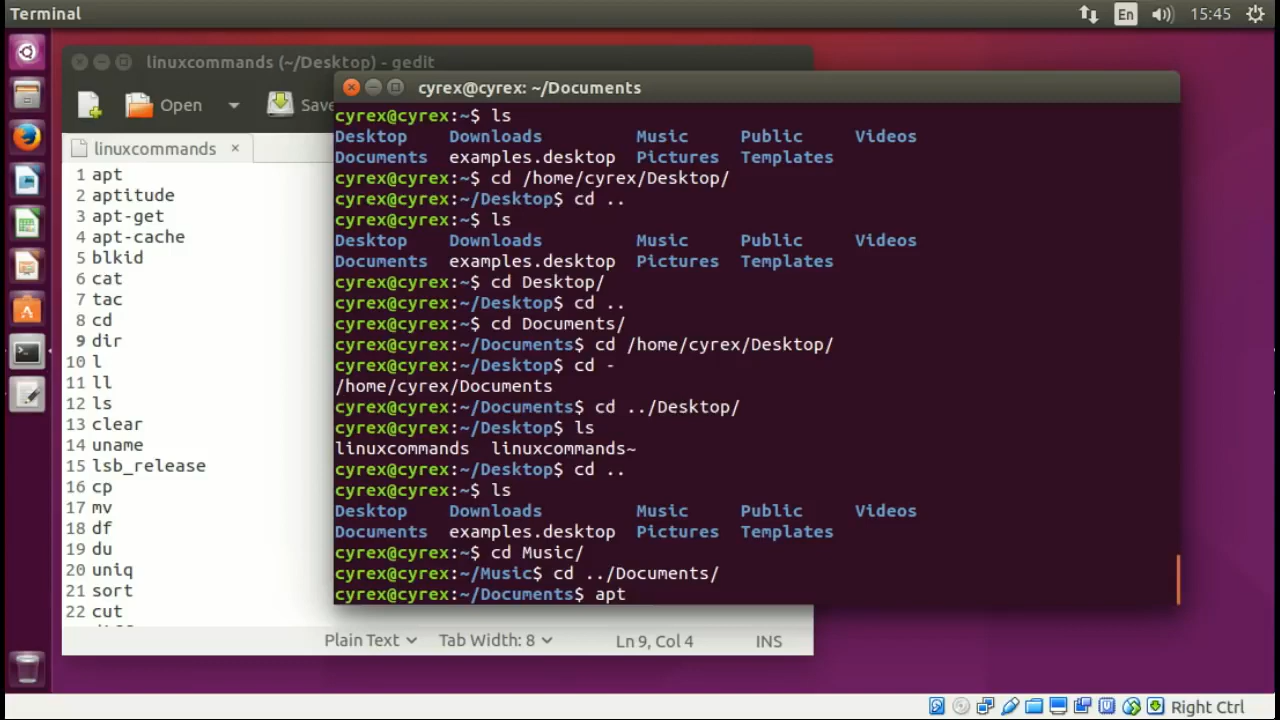 Terminal
En
15:45
linuxcommands (~/Desktop) - gedit
Open
Save
linuxcommands ×
1 apt
2 aptitude
3 apt-get
4 apt-cache
5 blkid
6 cat
7 tac
8 cd
9 dir
10 l
11 ll
12 ls
13 clear
14 uname
15 lsb_release
16 cp
17 mv
18 df
19 du
20 uniq
21 sort
22 cut
Plain Text
Tab Width: 8
Ln 9, Col 4
INS
cyrex@cyrex: ~/Documents
cyrex@cyrex:~$ ls
Desktop Downloads Music Public Videos
Documents examples.desktop Pictures Templates
cyrex@cyrex:~$ cd /home/cyrex/Desktop/
cyrex@cyrex:~/Desktop$ cd ..
cyrex@cyrex:~$ ls
Desktop Downloads Music Public Videos
Documents examples.desktop Pictures Templates
cyrex@cyrex:~$ cd Desktop/
cyrex@cyrex:~/Desktop$ cd ..
cyrex@cyrex:~$ cd Documents/
cyrex@cyrex:~/Documents$ cd /home/cyrex/Desktop/
cyrex@cyrex:~/Desktop$ cd -
/home/cyrex/Documents
cyrex@cyrex:~/Documents$ cd ../Desktop/
cyrex@cyrex:~/Desktop$ ls
linuxcommands linuxcommands~
cyrex@cyrex:~/Desktop$ cd ..
cyrex@cyrex:~$ ls
Desktop Downloads Music Public Videos
Documents examples.desktop Pictures Templates
cyrex@cyrex:~$ cd Music/
cyrex@cyrex:~/Music$ cd ../Documents/
cyrex@cyrex:~/Documents$ apt
Right Ctrl